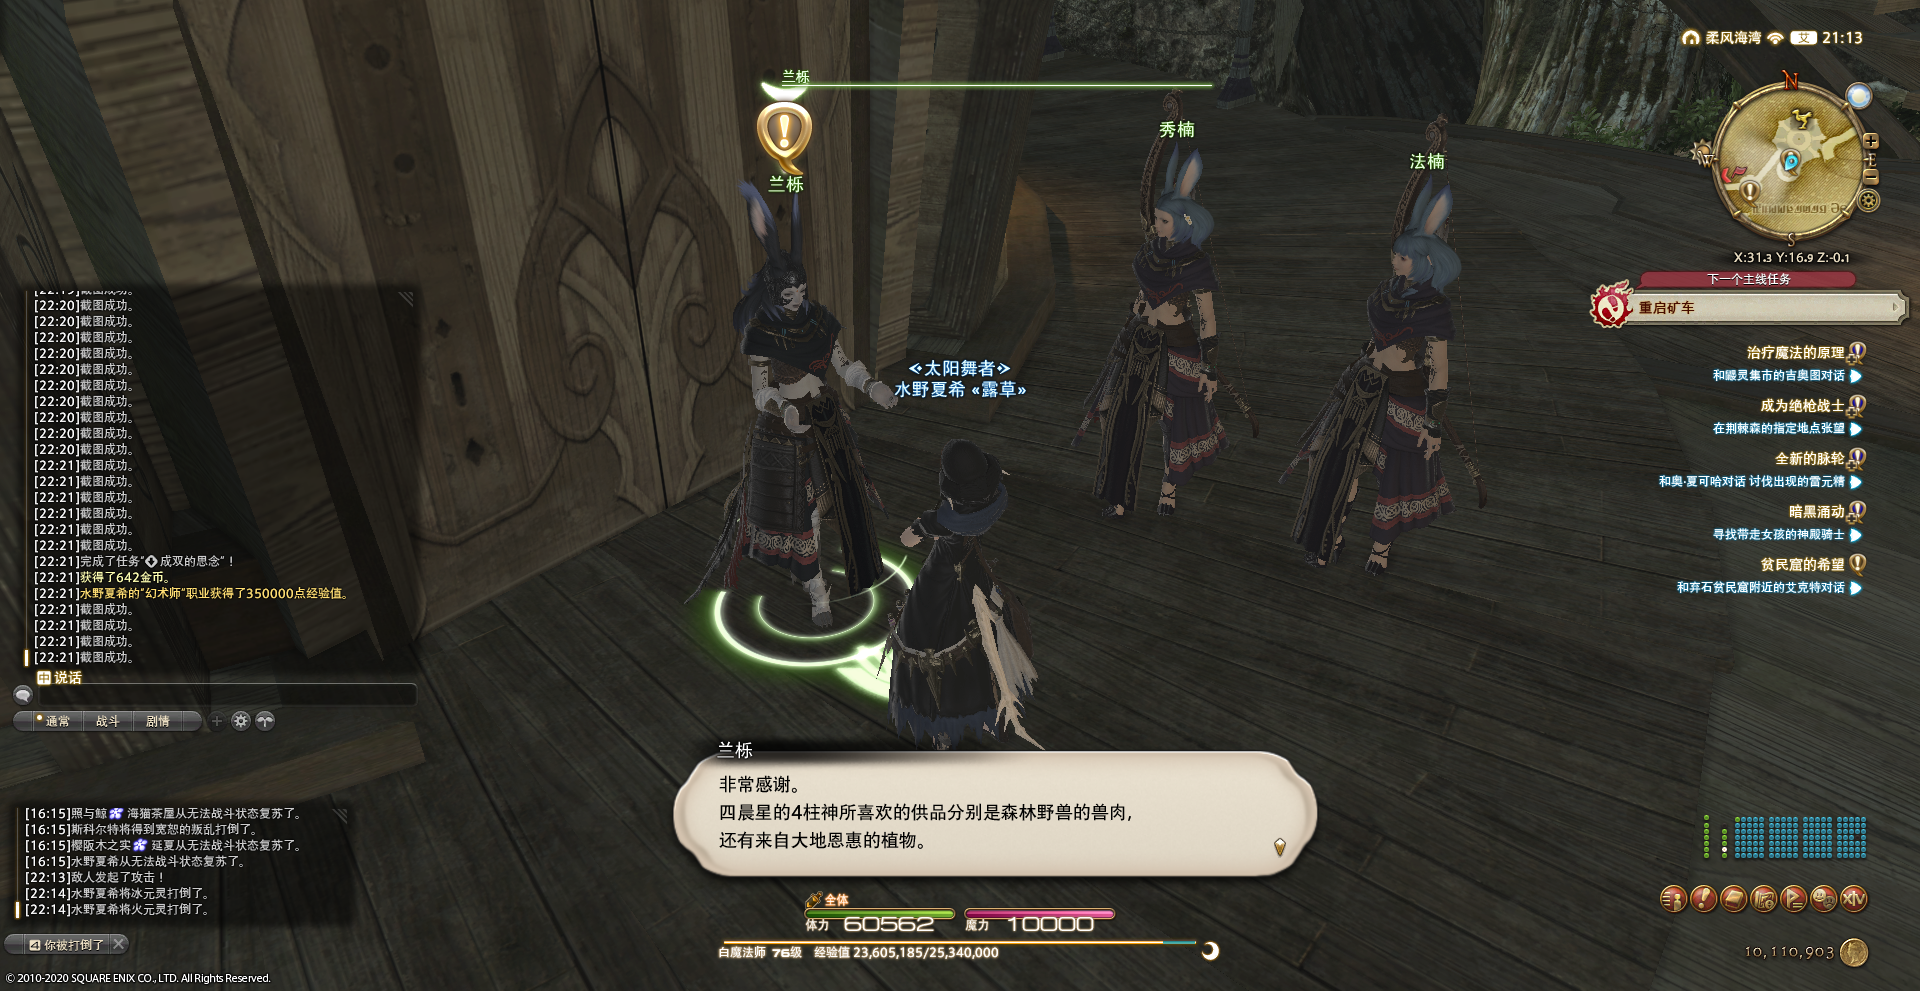 兰栎
兰栎
秀楠
法楠
柔风海湾 艾 21:13
N
E
W
S
X:31.3 Y:16.9 Z:-0.1
下一个主线任务
重启矿车
治疗魔法的原理
和鼹灵集市的吉奥图对话
成为绝枪战士
在荆棘森的指定地点张望
全新的脉轮
和奥·夏可哈对话 讨伐出现的雷元精
暗黑涌动
寻找带走女孩的神殿骑士
贫民窟的希望
和弃石贫民窟附近的艾克特对话
<太阳舞者>
水野夏希 «露草»
[22:19]截图成功。
[22:20]截图成功。
[22:20]截图成功。
[22:20]截图成功。
[22:20]截图成功。
[22:20]截图成功。
[22:20]截图成功。
[22:20]截图成功。
[22:20]截图成功。
[22:20]截图成功。
[22:20]截图成功。
[22:21]截图成功。
[22:21]截图成功。
[22:21]截图成功。
[22:21]截图成功。
[22:21]截图成功。
[22:21]截图成功。
[22:21]完成了任务“成双的思念”！
[22:21]获得了642金币。
[22:21]水野夏希的“幻术师”职业获得了350000点经验值。
[22:21]截图成功。
[22:21]截图成功。
[22:21]截图成功。
[22:21]截图成功。
说话
通常 战斗 剧情
[16:15]照与鲸 海猫茶屋从无法战斗状态复苏了。
[16:15]斯科尔特将得到宽恕的叛乱打倒了。
[16:15]樱阪木之实 延夏从无法战斗状态复苏了。
[16:15]水野夏希从无法战斗状态复苏了。
[22:13]敌人发起了攻击！
[22:14]水野夏希将冰元灵打倒了。
[22:14]水野夏希将火元灵打倒了。
4 你被打倒了
© 2010-2020 SQUARE ENIX CO., LTD. All Rights Reserved.
兰栎
非常感谢。
四晨星的4柱神所喜欢的供品分别是森林野兽的兽肉，
还有来自大地恩惠的植物。
全体
体力 60562 魔力 10000
白魔法师 76级 经验值 23,605,185/25,340,000
XIV
10,110,903